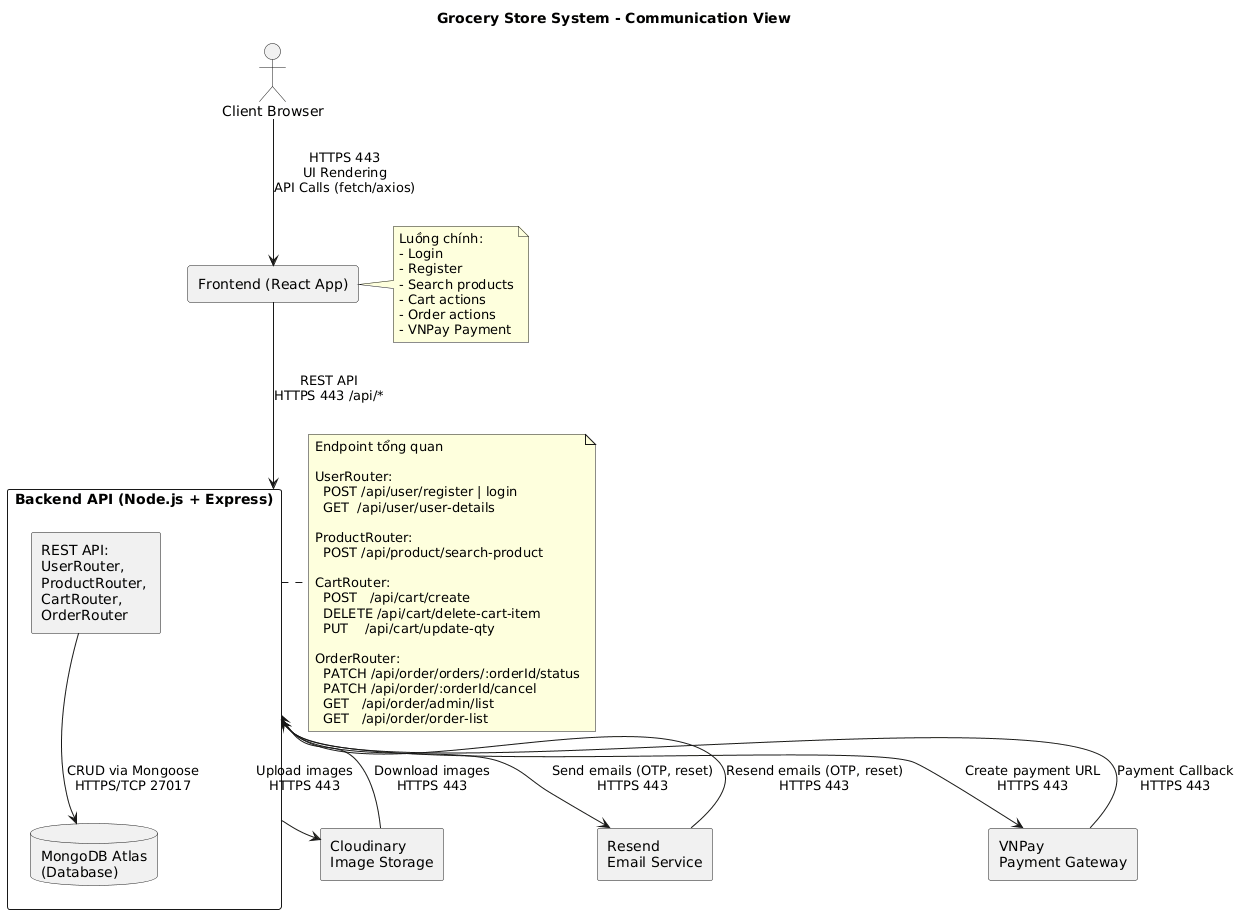 Grocery Store System - Communication View
Client Browser
HTTPS 443
UI Rendering
API Calls (fetch/axios)
Frontend (React App)
Luồng chính:
- Login
- Register
- Search products
- Cart actions
- Order actions
- VNPay Payment
REST API
HTTPS 443 /api/*
Backend API (Node.js + Express)
REST API:
UserRouter,
ProductRouter,
CartRouter,
OrderRouter
Endpoint tổng quan
UserRouter:
POST /api/user/register | login
GET /api/user/user-details
ProductRouter:
POST /api/product/search-product
CartRouter:
POST /api/cart/create
DELETE /api/cart/delete-cart-item
PUT /api/cart/update-qty
OrderRouter:
PATCH /api/order/orders/:orderId/status
PATCH /api/order/:orderId/cancel
GET /api/order/admin/list
GET /api/order/order-list
CRUD via Mongoose
HTTPS/TCP 27017
Upload images
HTTPS 443
Download images
HTTPS 443
Send emails (OTP, reset)
HTTPS 443
Resend emails (OTP, reset)
HTTPS 443
Create payment URL
HTTPS 443
Payment Callback
HTTPS 443
MongoDB Atlas
(Database)
Cloudinary
Image Storage
Resend
Email Service
VNPay
Payment Gateway